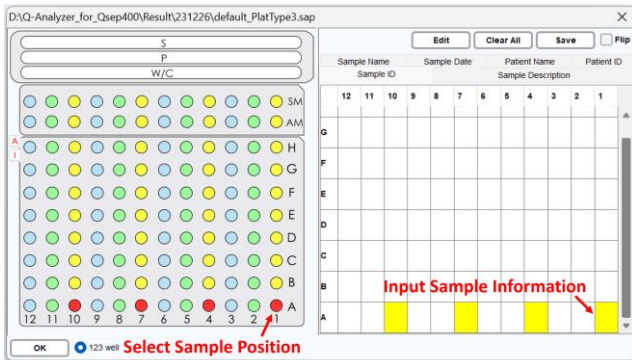 D:\Q-Analyzer_for_Qsep400\Result\231226\default_PlatType3.sap
S
P
W/C
SM
AM
A
I
H
G
F
E
D
C
B
A
12 11 10 9 8 7 6 5 4 3 2 1
OK 123 well Select Sample Position
Edit Clear All Save Flip
Sample Name Sample Date Patient Name Patient ID
Sample ID Sample Description
12 11 10 9 8 7 6 5 4 3 2 1
G
F
E
D
C
B
Input Sample Information
A